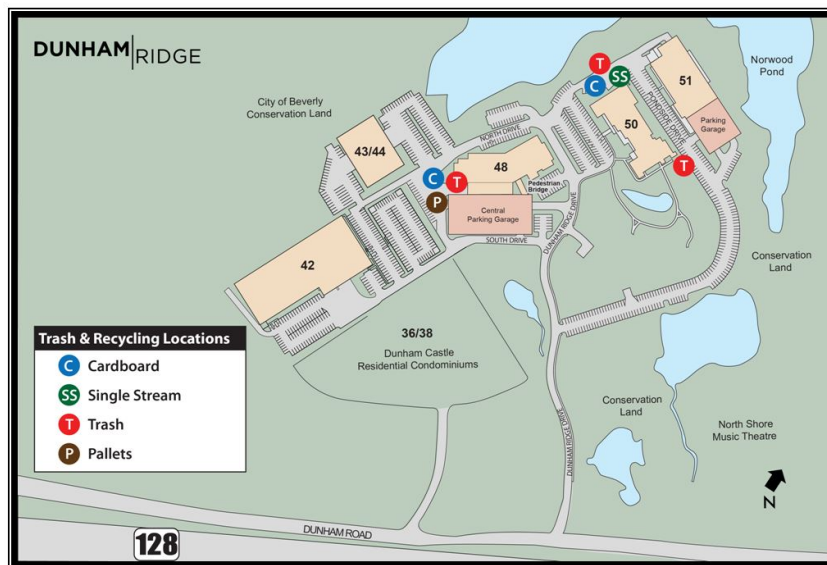 DUNHAM|RIDGE
City of Beverly
Conservation Land
Norwood
Pond
T
C
SS
51
PONDSIDE DRIVE
Parking
Garage
50
NORTH DRIVE
43/44
48
C
T
P
T
Pedestrian
Bridge
Central
Parking Garage
SOUTH DRIVE
DUNHAM RIDGE DRIVE
42
Conservation
Land
36/38
Dunham Castle
Residential Condominiums
Trash & Recycling Locations
C Cardboard
SS Single Stream
T Trash
P Pallets
Conservation
Land
North Shore
Music Theatre
DUNHAM RIDGE DRIVE
N
DUNHAM ROAD
128